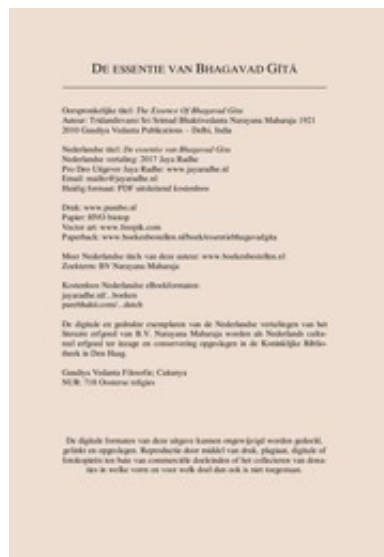 DE ESSENTIE VAN BHAGAVAD GĪTĀ
Oorspronkelijke titel: The Essence Of Bhagavad Gita
Auteur: Tridandisvami Sri Srimad Bhaktivedanta Narayana Maharaja 1921
2010 Gaudiya Vedanta Publications – Delhi, India
Nederlandse titel: De essentie van Bhagavad Gita
Nederlandse vertaling: 2017 Jaya Radhe
Pro Deo Uitgever Jaya Radhe: www.jayaradhe.nl
Email: mailto@jayaradhe.nl
Huidig formaat: PDF uitsluitend kosteloos
Druk: www.pumbo.nl
Papier: HVO biotop
Vector art: www.freepik.com
Paperback: www.boekenbestellen.nl/boek/essentiebhagavadgita
Meer Nederlandse titels van deze auteur: www.boekenbestellen.nl
Zoekterm: BV Narayana Maharaja
Kosteloos Nederlandse eBookformaten:
jayaradhe.nl/...boeken
purebhakti.com/...dutch
De digitale en gedrukte exemplaren van de Nederlandse vertalingen van het
literaire erfgoed van B.V. Narayana Maharaja worden als Nederlands cultu-
reel erfgoed ter inzage en conservering opgeslagen in de Koninklijke Biblio-
theek in Den Haag.
Gaudiya Vedanta Filosofie; Caitanya
NUR: 718 Oosterse religies
De digitale formaten van deze uitgave kunnen ongewijzigd worden gedeeld,
gelinkt en opgeslagen. Reproductie door middel van druk, plagiaat, digitale of
fotokopieën ten bate van commerciële doeleinden of het collecteren van dona-
ties in welke vorm en voor welk doel dan ook is niet toegestaan.